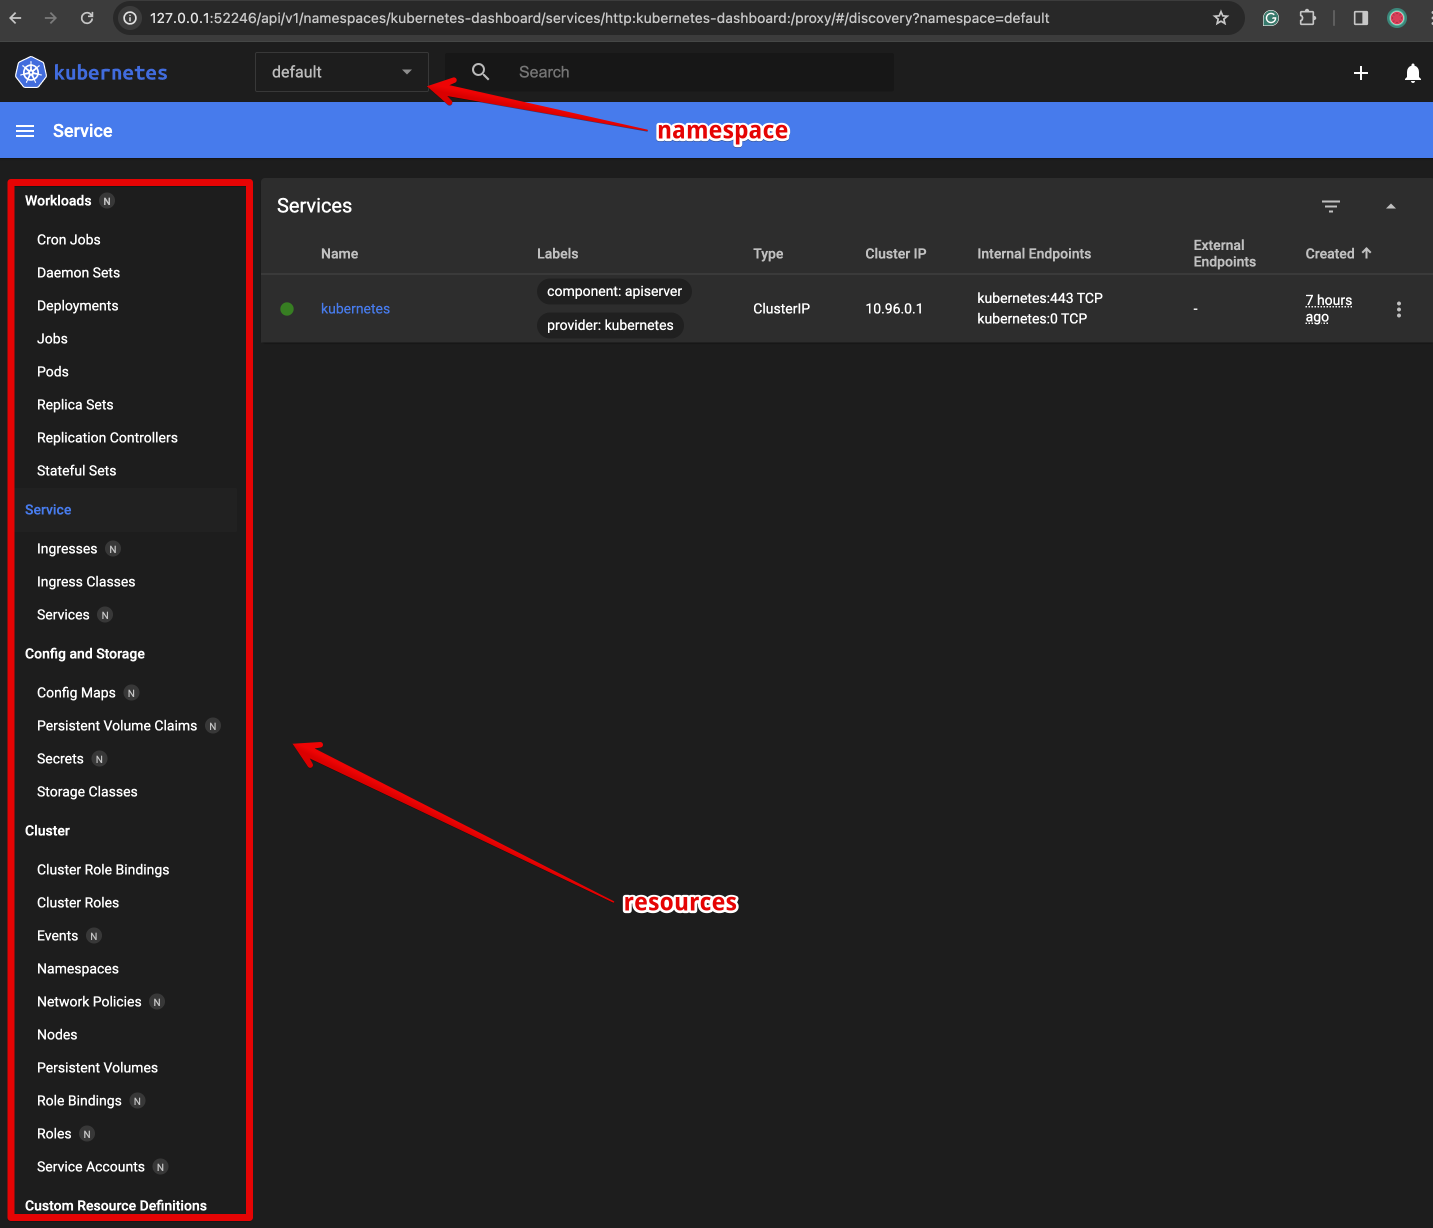 127.0.0.1:52246/api/v1/namespaces/kubernetes-dashboard/services/http:kubernetes-dashboard:/proxy/#/discovery?namespace=default
kubernetes
default
Search
Service
namespace
Workloads N
Cron Jobs
Daemon Sets
Deployments
Jobs
Pods
Replica Sets
Replication Controllers
Stateful Sets
Service
Ingresses N
Ingress Classes
Services N
Config and Storage
Config Maps N
Persistent Volume Claims N
Secrets N
Storage Classes
Cluster
Cluster Role Bindings
Cluster Roles
Events N
Namespaces
Network Policies N
Nodes
Persistent Volumes
Role Bindings N
Roles N
Service Accounts N
Custom Resource Definitions
Services
Name Labels Type Cluster IP Internal Endpoints External Endpoints Created
kubernetes
component: apiserver
provider: kubernetes
ClusterIP
10.96.0.1
kubernetes:443 TCP
kubernetes:0 TCP
-
7 hours
ago
resources